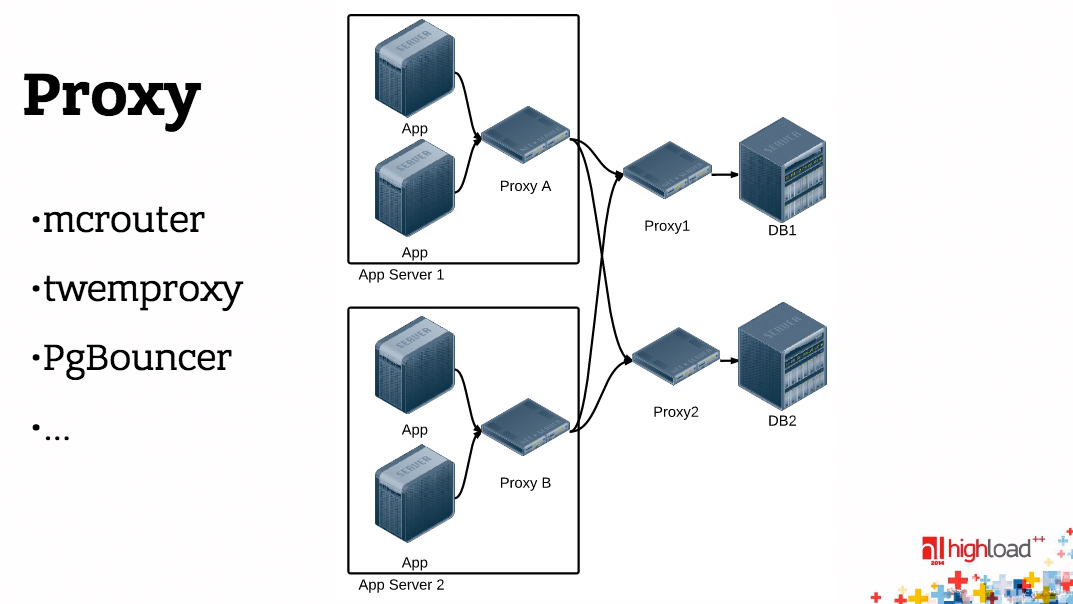 Proxy
•mcrouter
•twemproxy
•PgBouncer
•...
SERVER
App
SERVER
App
Proxy A
App Server 1
SERVER
App
SERVER
App
Proxy B
App Server 2
Proxy1
SERVER
DB1
Proxy2
SERVER
DB2
highload++
2014